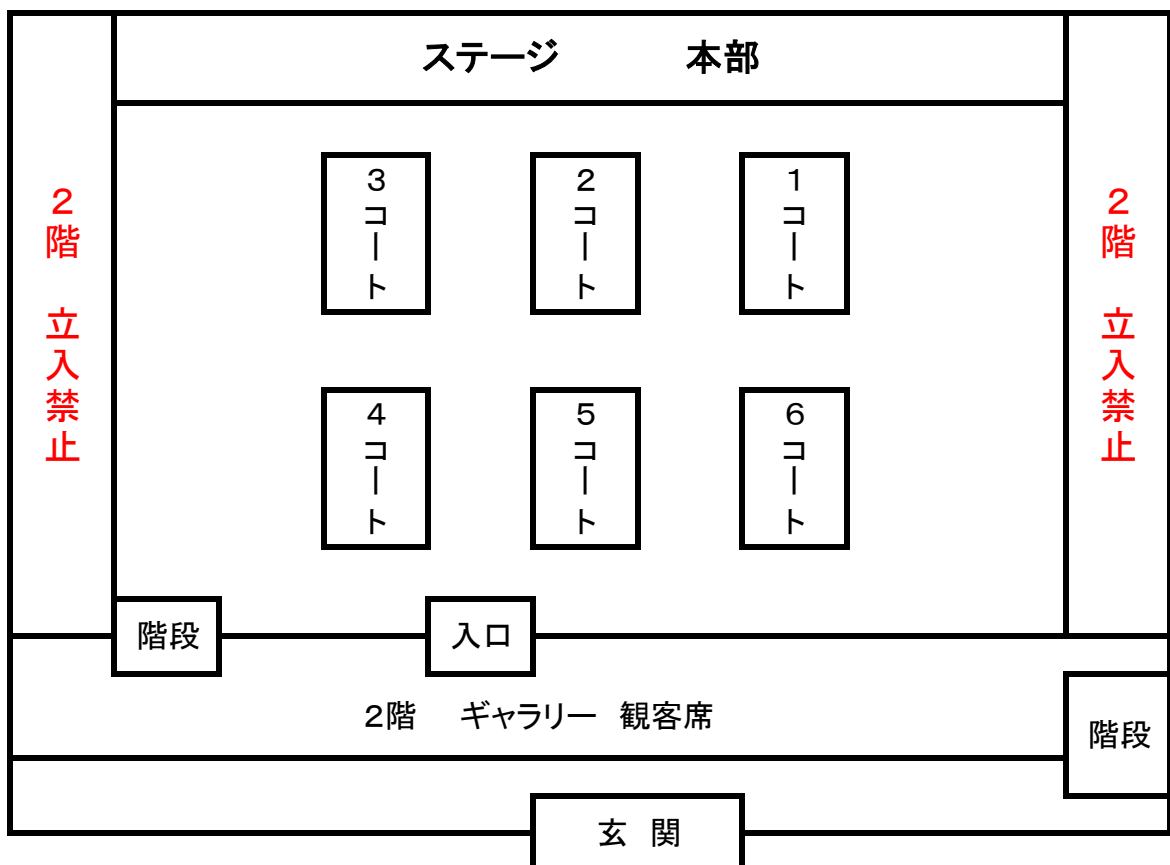 ステージ　本部
２階　立入禁止
３コート
２コート
１コート
２階　立入禁止
４コート
５コート
６コート
階段
入口
２階　ギャラリー　観客席
階段
玄　関